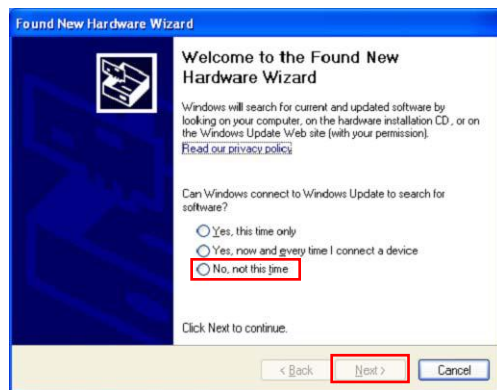 Found New Hardware Wizard
Welcome to the Found New
Hardware Wizard
Windows will search for current and updated software by
looking on your computer, on the hardware installation CD, or on
the Windows Update Web site (with your permission).
Read our privacy policy
Can Windows connect to Windows Update to search for
software?
Yes, this time only
Yes, now and every time I connect a device
No, not this time
Click Next to continue.
< Back Next > Cancel